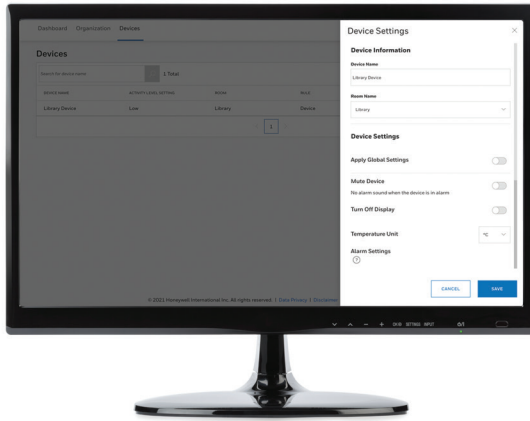 Dashboard Organization Devices
Devices
Search for device name
1 Total
DEVICE NAME ACTIVITY LEVEL SETTING ROOM
Library Device Low Library Device
1
© 2021 Honeywell International Inc. All rights reserved. | Data Privacy | Disclaimer
Device Settings
Device Information
Device Name
Library Device
Room Name
Library
Device Settings
Apply Global Settings
Mute Device
No alarm sound when the device is in alarm
Turn Off Display
Temperature Unit
°C
Alarm Settings
?
CANCEL SAVE
SETTINGS INPUT